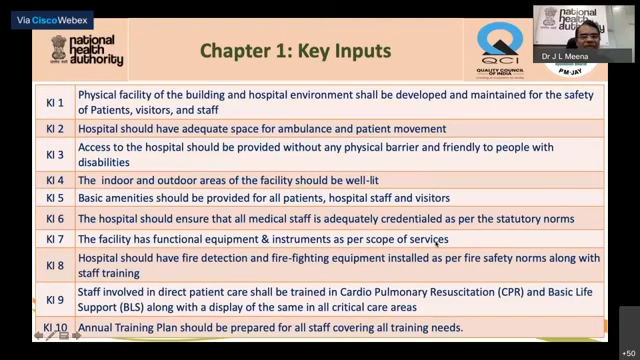 Via Cisco Webex
national
health
authority
Chapter 1: Key Inputs
QCI
QUALITY COUNCIL
OF INDIA
national
health
authority
PM-JAY
Dr J L Meena
KI 1 Physical facility of the building and hospital environment shall be developed and maintained for the safety
of Patients, visitors, and staff
KI 2 Hospital should have adequate space for ambulance and patient movement
KI 3 Access to the hospital should be provided without any physical barrier and friendly to people with
disabilities
KI 4 The indoor and outdoor areas of the facility should be well-lit
KI 5 Basic amenities should be provided for all patients, hospital staff and visitors
KI 6 The hospital should ensure that all medical staff is adequately credentialed as per the statutory norms
KI 7 The facility has functional equipment & instruments as per scope of services
KI 8 Hospital should have fire detection and fire-fighting equipment installed as per fire safety norms along with
staff training
KI 9 Staff involved in direct patient care shall be trained in Cardio Pulmonary Resuscitation (CPR) and Basic Life
Support (BLS) along with a display of the same in all critical care areas
KI 10 Annual Training Plan should be prepared for all staff covering all training needs.
+50